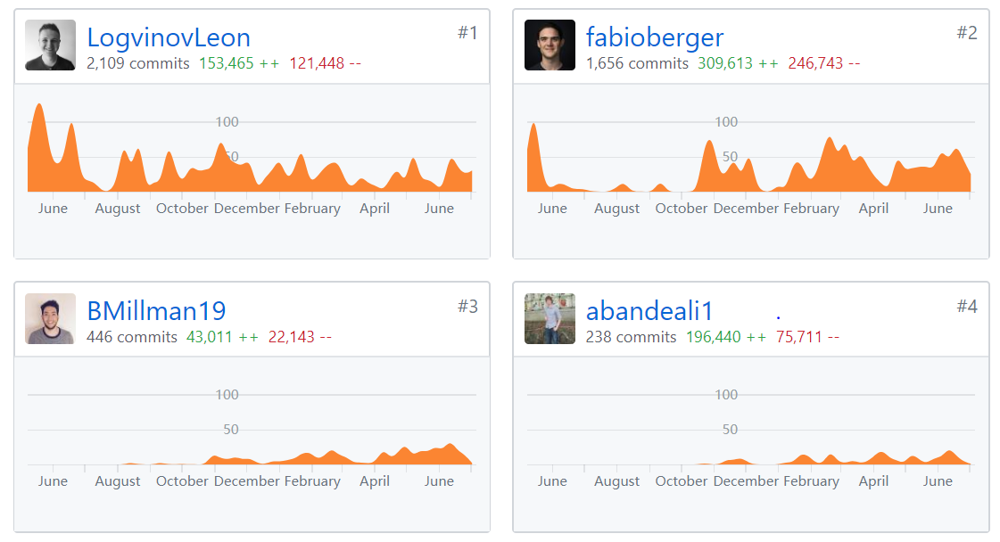 LogvinovLeon #1
2,109 commits 153,465 ++ 121,448 --
100
50
June August October December February April June
fabioberger #2
1,656 commits 309,613 ++ 246,743 --
100
50
June August October December February April June
BMillman19 #3
446 commits 43,011 ++ 22,143 --
100
50
June August October December February April June
abandeali1 . #4
238 commits 196,440 ++ 75,711 --
100
50
June August October December February April June